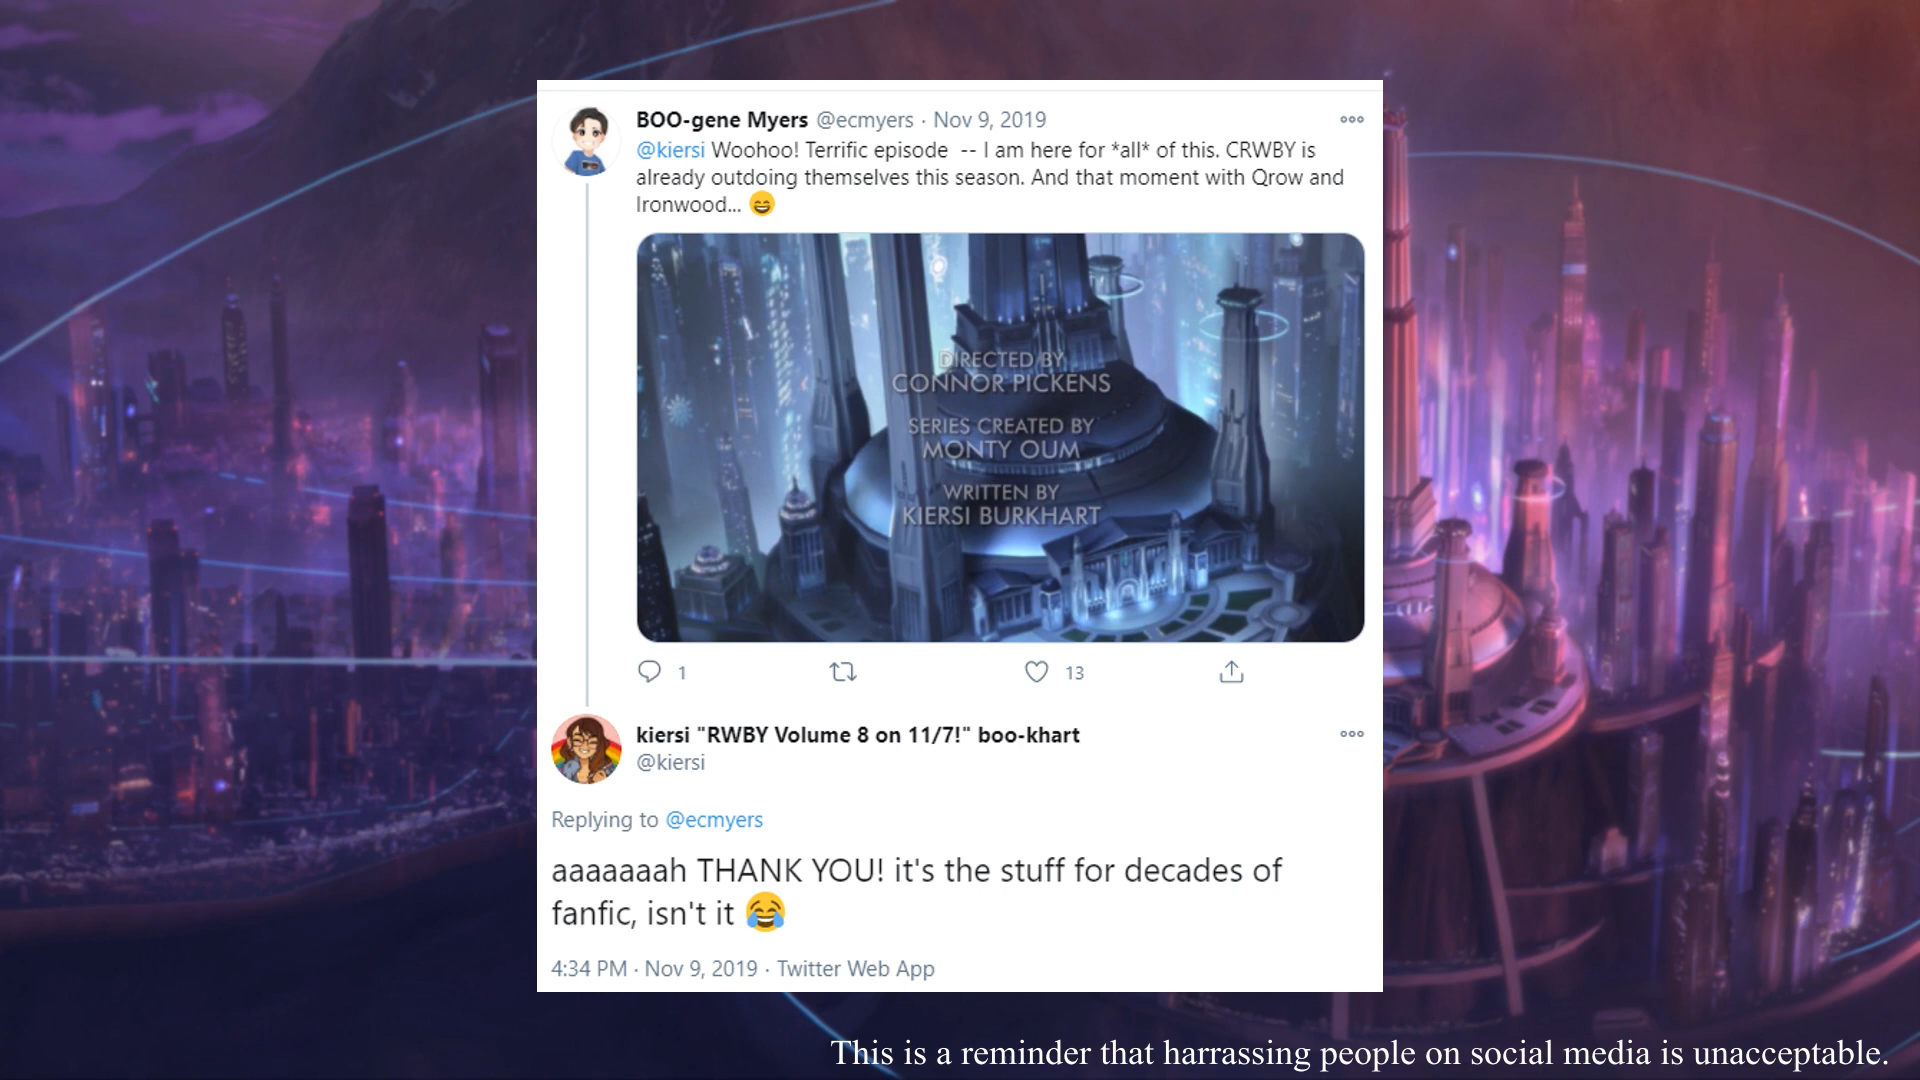 BOO-gene Myers @ecmyers · Nov 9, 2019
@kiersi Woohoo! Terrific episode -- I am here for *all* of this. CRWBY is
already outdoing themselves this season. And that moment with Qrow and
Ironwood... 😄
DIRECTED BY
CONNOR PICKENS
SERIES CREATED BY
MONTY OUM
WRITTEN BY
KIERSI BURKHART
1 13
kiersi "RWBY Volume 8 on 11/7!" boo-khart
@kiersi
Replying to @ecmyers
aaaaaaah THANK YOU! it's the stuff for decades of
fanfic, isn't it 😂
4:34 PM · Nov 9, 2019 · Twitter Web App
This is a reminder that harrassing people on social media is unacceptable.